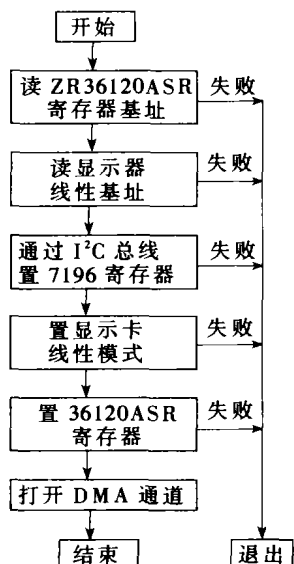 开始
读 ZR36120ASR 失败
寄存器基址
读显示器 失败
线性基址
通过 I²C 总线 失败
置 7196 寄存器
置显示卡 失败
线性模式
置 36120ASR 失败
寄存器
打开 DMA 通道
结束 退出